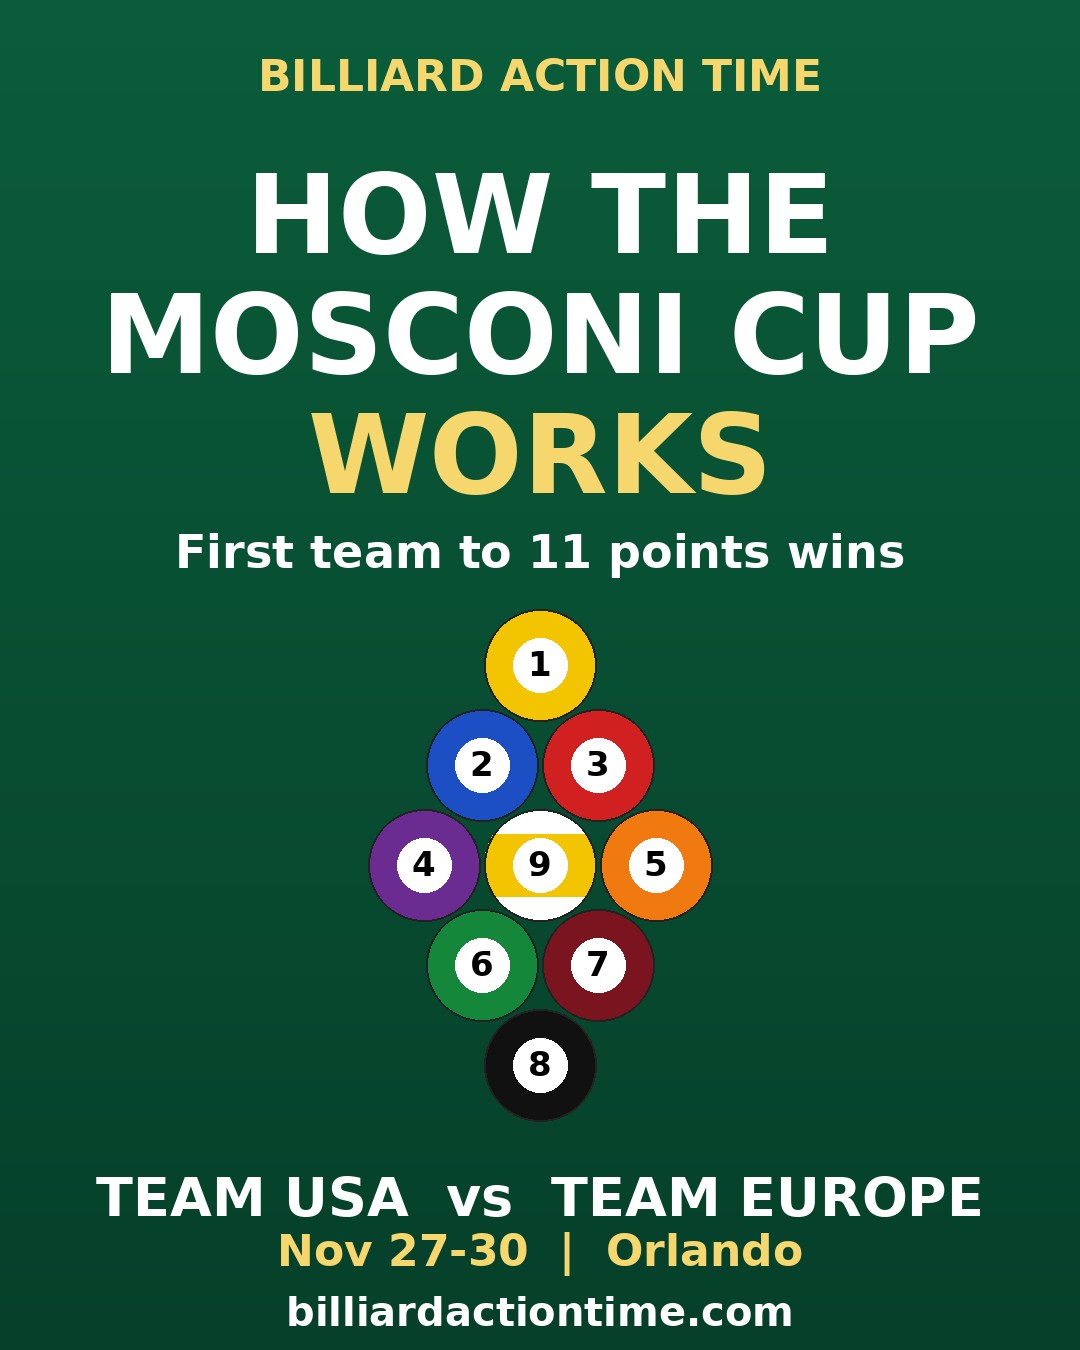 BILLIARD ACTION TIME
HOW THE
MOSCONI CUP
WORKS
First team to 11 points wins
1
2 3
4 9 5
6 7
8
TEAM USA vs TEAM EUROPE
Nov 27-30 | Orlando
billiardactiontime.com